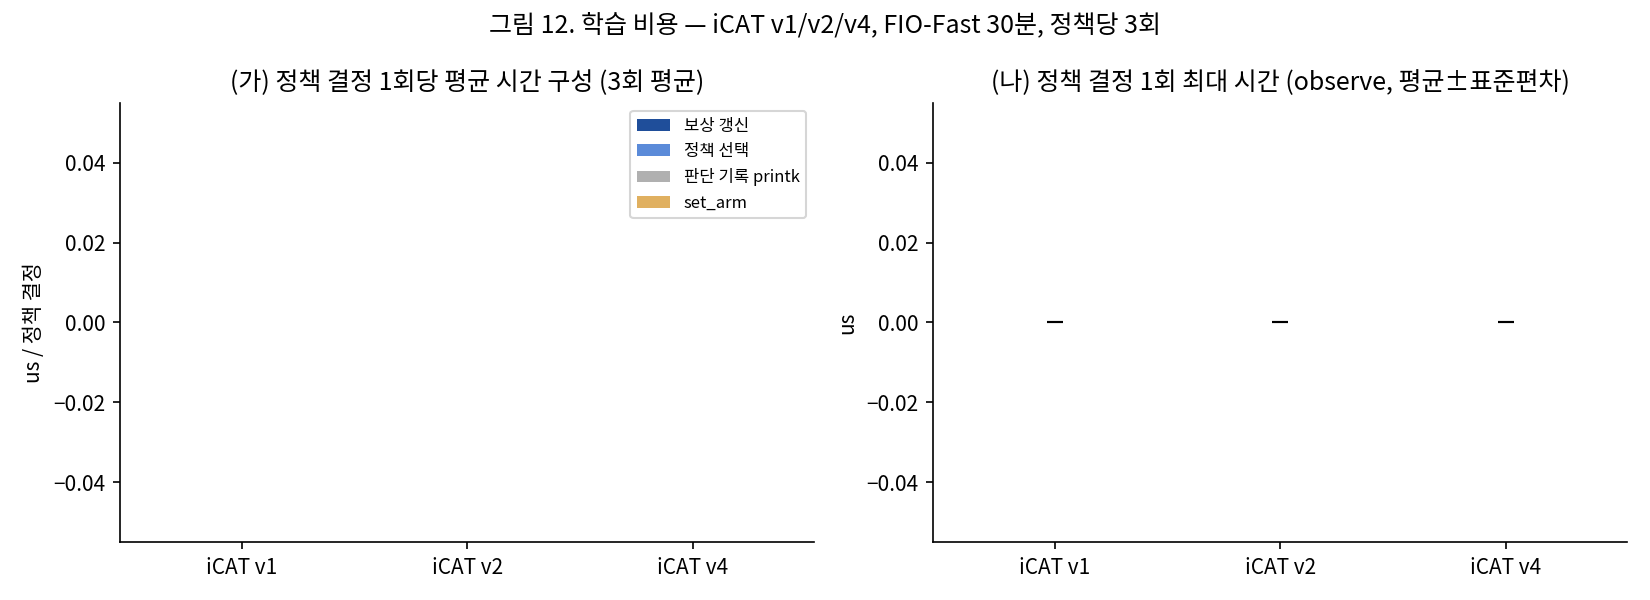 그림 12. 학습 비용 — iCAT v1/v2/v4, FIO-Fast 30분, 정책당 3회
(가) 정책 결정 1회당 평균 시간 구성 (3회 평균)
보상 갱신
정책 선택
판단 기록 printk
set_arm
us / 정책 결정
0.04
0.02
0.00
−0.02
−0.04
iCAT v1
iCAT v2
iCAT v4
(나) 정책 결정 1회 최대 시간 (observe, 평균±표준편차)
us
0.04
0.02
0.00
−0.02
−0.04
iCAT v1
iCAT v2
iCAT v4